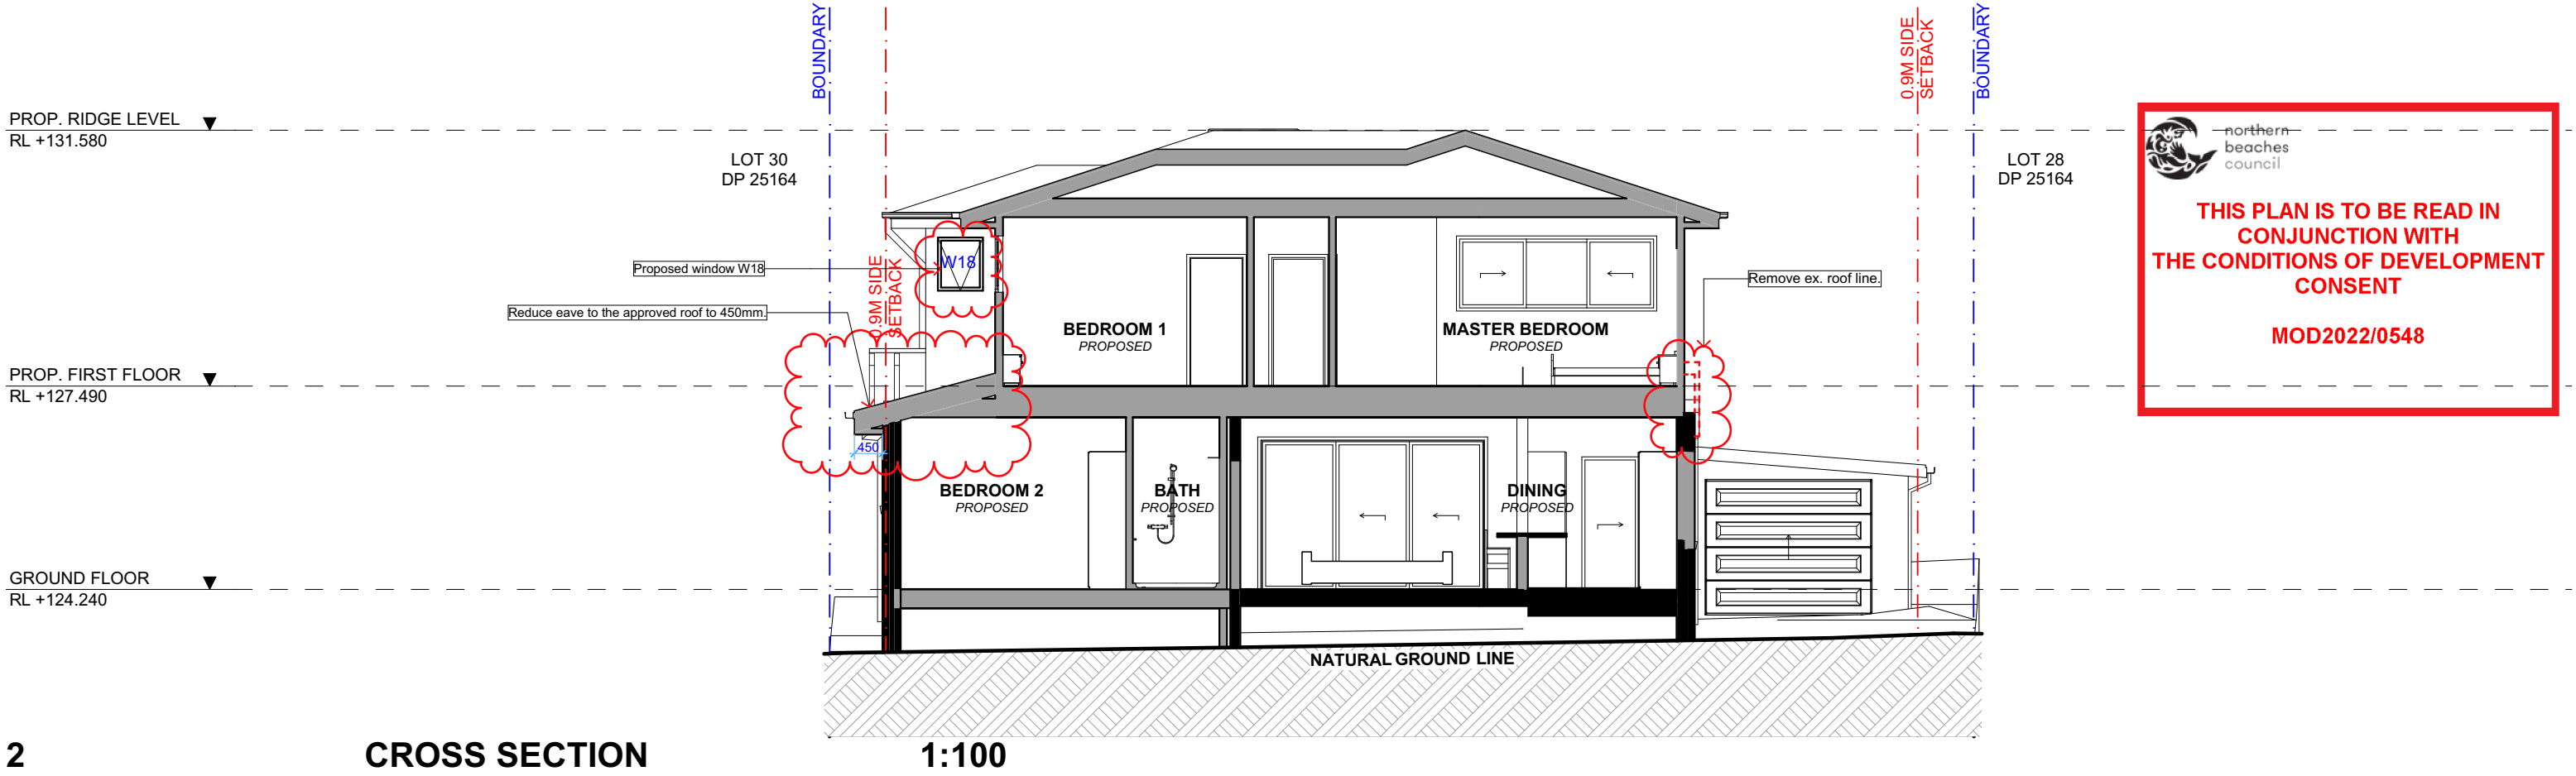 BOUNDARY
0.9M SIDE
SETBACK
BOUNDARY
PROP. RIDGE LEVEL
RL +131.580
LOT 30
DP 25164
LOT 28
DP 25164
northern
beaches
council
THIS PLAN IS TO BE READ IN
CONJUNCTION WITH
THE CONDITIONS OF DEVELOPMENT
CONSENT
MOD2022/0548
Proposed window W18
W18
0.9M SIDE
SETBACK
Remove ex. roof line.
Reduce eave to the approved roof to 450mm.
BEDROOM 1
PROPOSED
MASTER BEDROOM
PROPOSED
PROP. FIRST FLOOR
RL +127.490
450
BEDROOM 2
PROPOSED
BATH
PROPOSED
DINING
PROPOSED
GROUND FLOOR
RL +124.240
NATURAL GROUND LINE
2
CROSS SECTION
1:100